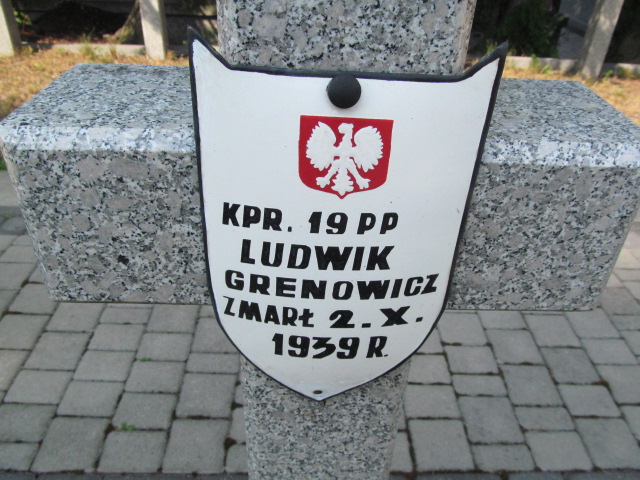 KPR. 19 PP
LUDWIK
GRENOWICZ
ZMARŁ 2. X.
1939 R.